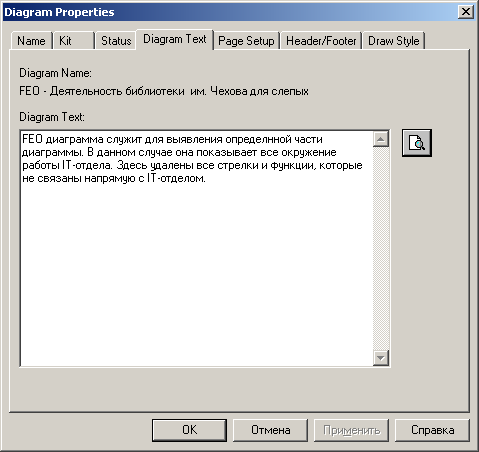 Diagram Properties
Name Kit Status Diagram Text Page Setup Header/Footer Draw Style
Diagram Name:
FEO - Деятельность библиотеки им. Чехова для слепых
Diagram Text:
FEO диаграмма служит для выявления определнной части
диаграммы. В данном случае она показывает все окружение
работы IT-отдела. Здесь удалены все стрелки и функции, которые
не связаны напрямую с IT-отделом.
OK Отмена Применить Справка